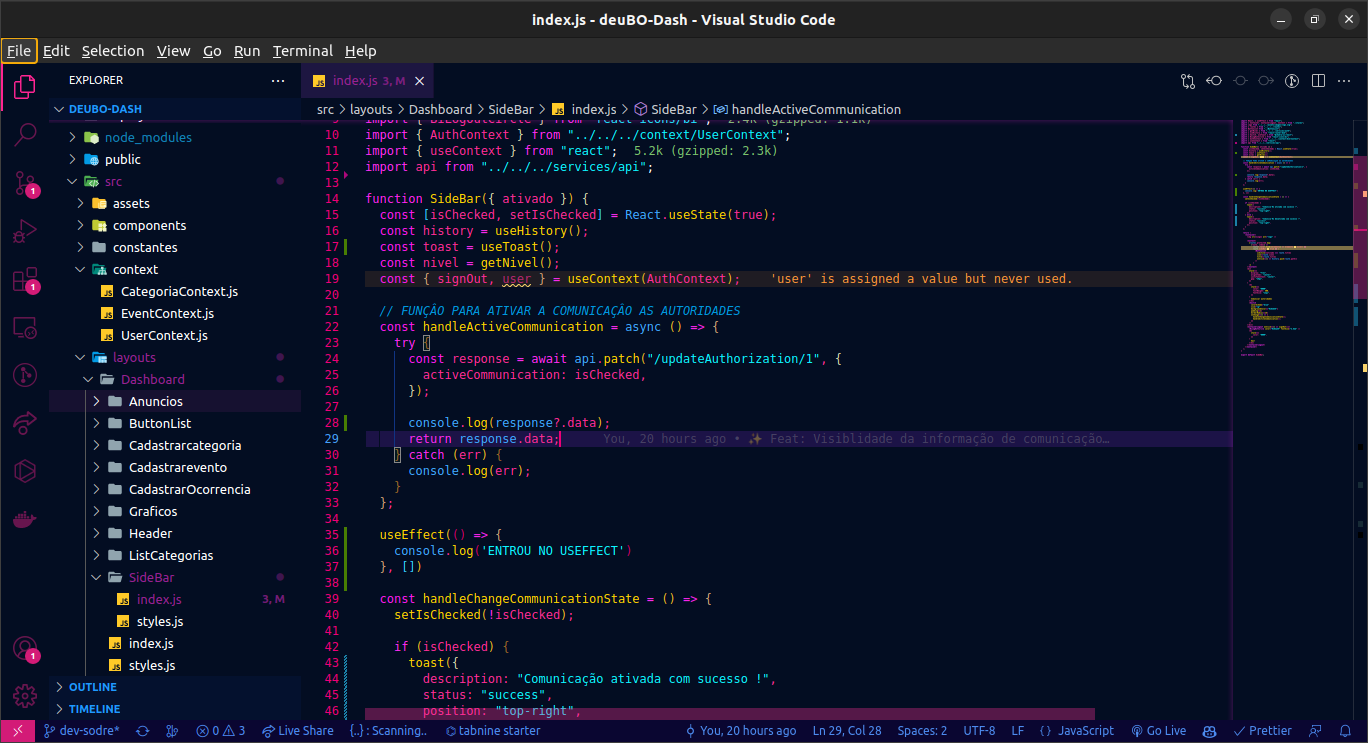 index.js - deuBO-Dash - Visual Studio Code
File Edit Selection View Go Run Terminal Help
EXPLORER
index.js 3, M
DEUBO-DASH
src > layouts > Dashboard > SideBar > index.js > SideBar > handleActiveCommunication
node_modules
public
src
assets
components
constantes
context
CategoriaContext.js
EventContext.js
UserContext.js
layouts
Dashboard
Anuncios
ButtonList
Cadastrarcategoria
Cadastrarevento
CadastrarOcorrencia
Graficos
Header
ListCategorias
SideBar
index.js 3, M
styles.js
index.js
styles.js
OUTLINE
TIMELINE
1
1
1
10 import { AuthContext } from "../../../context/UserContext";
11 import { useContext } from "react"; 5.2k (gzipped: 2.3k)
12 import api from "../../../services/api";
13
14 function SideBar({ ativado }) {
15 const [isChecked, setIsChecked] = React.useState(true);
16 const history = useHistory();
17 const toast = useToast();
18 const nivel = getNivel();
19 const { signOut, user } = useContext(AuthContext); 'user' is assigned a value but never used.
20
21 // FUNÇÃO PARA ATIVAR A COMUNICAÇÃO AS AUTORIDADES
22 const handleActiveCommunication = async () => {
23 try {
24 const response = await api.patch("/updateAuthorization/1", {
25 activeCommunication: isChecked,
26 });
27
28 console.log(response?.data);
29 return response.data; You, 20 hours ago • ✨ Feat: Visiblidade da informação de comunicação…
30 } catch (err) {
31 console.log(err);
32 }
33 };
34
35 useEffect(() => {
36 console.log('ENTROU NO USEFFECT')
37 }, [])
38
39 const handleChangeCommunicationState = () => {
40 setIsChecked(!isChecked);
41
42 if (isChecked) {
43 toast({
44 description: "Comunicação ativada com sucesso !",
45 status: "success",
46 position: "top-right",
dev-sodre* 0 3 Live Share {..} : Scanning.. tabnine starter You, 20 hours ago Ln 29, Col 28 Spaces: 2 UTF-8 LF {} JavaScript Go Live Prettier